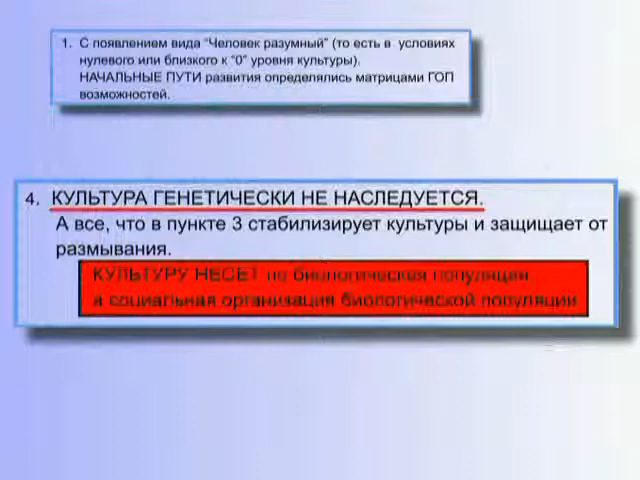 1. С появлением вида "Человек разумный" (то есть в условиях
нулевого или близкого к "0" уровня культуры).
НАЧАЛЬНЫЕ ПУТИ развития определялись матрицами ГОП
возможностей.
4. КУЛЬТУРА ГЕНЕТИЧЕСКИ НЕ НАСЛЕДУЕТСЯ.
А все, что в пункте 3 стабилизирует культуры и защищает от
размывания.
КУЛЬТУРУ НЕСЕТ не биологическая популяция
а социальная организация биологической популяции